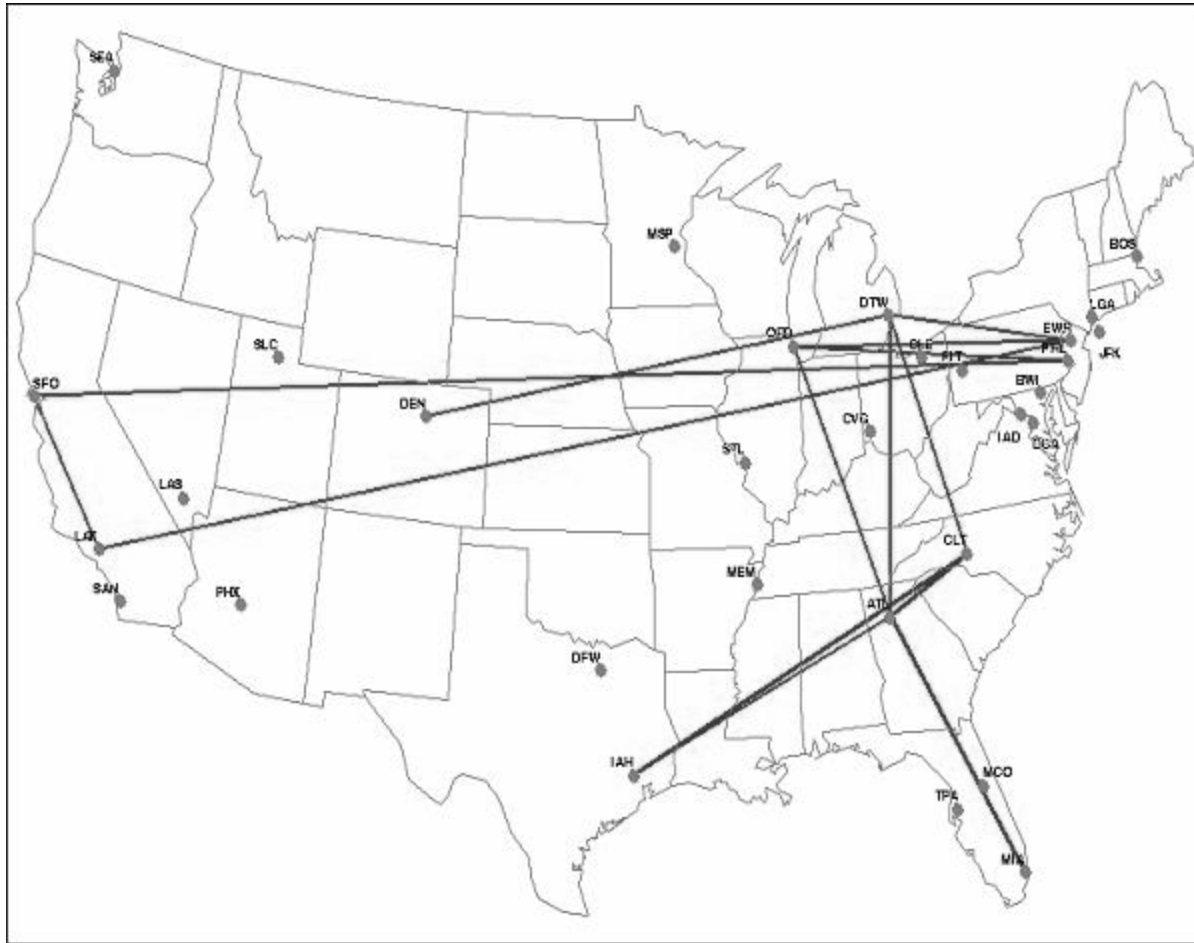 SEA
MSP
BOS
DTW
LGA
ORD
EWR
CLE
PHL
JFK
SLC
PIT
SFO
BWI
DEN
CVG
IAD
DCA
STL
LAS
LAX
CLT
MEM
SAN
PHX
ATL
DFW
IAH
MCO
TPA
MIA